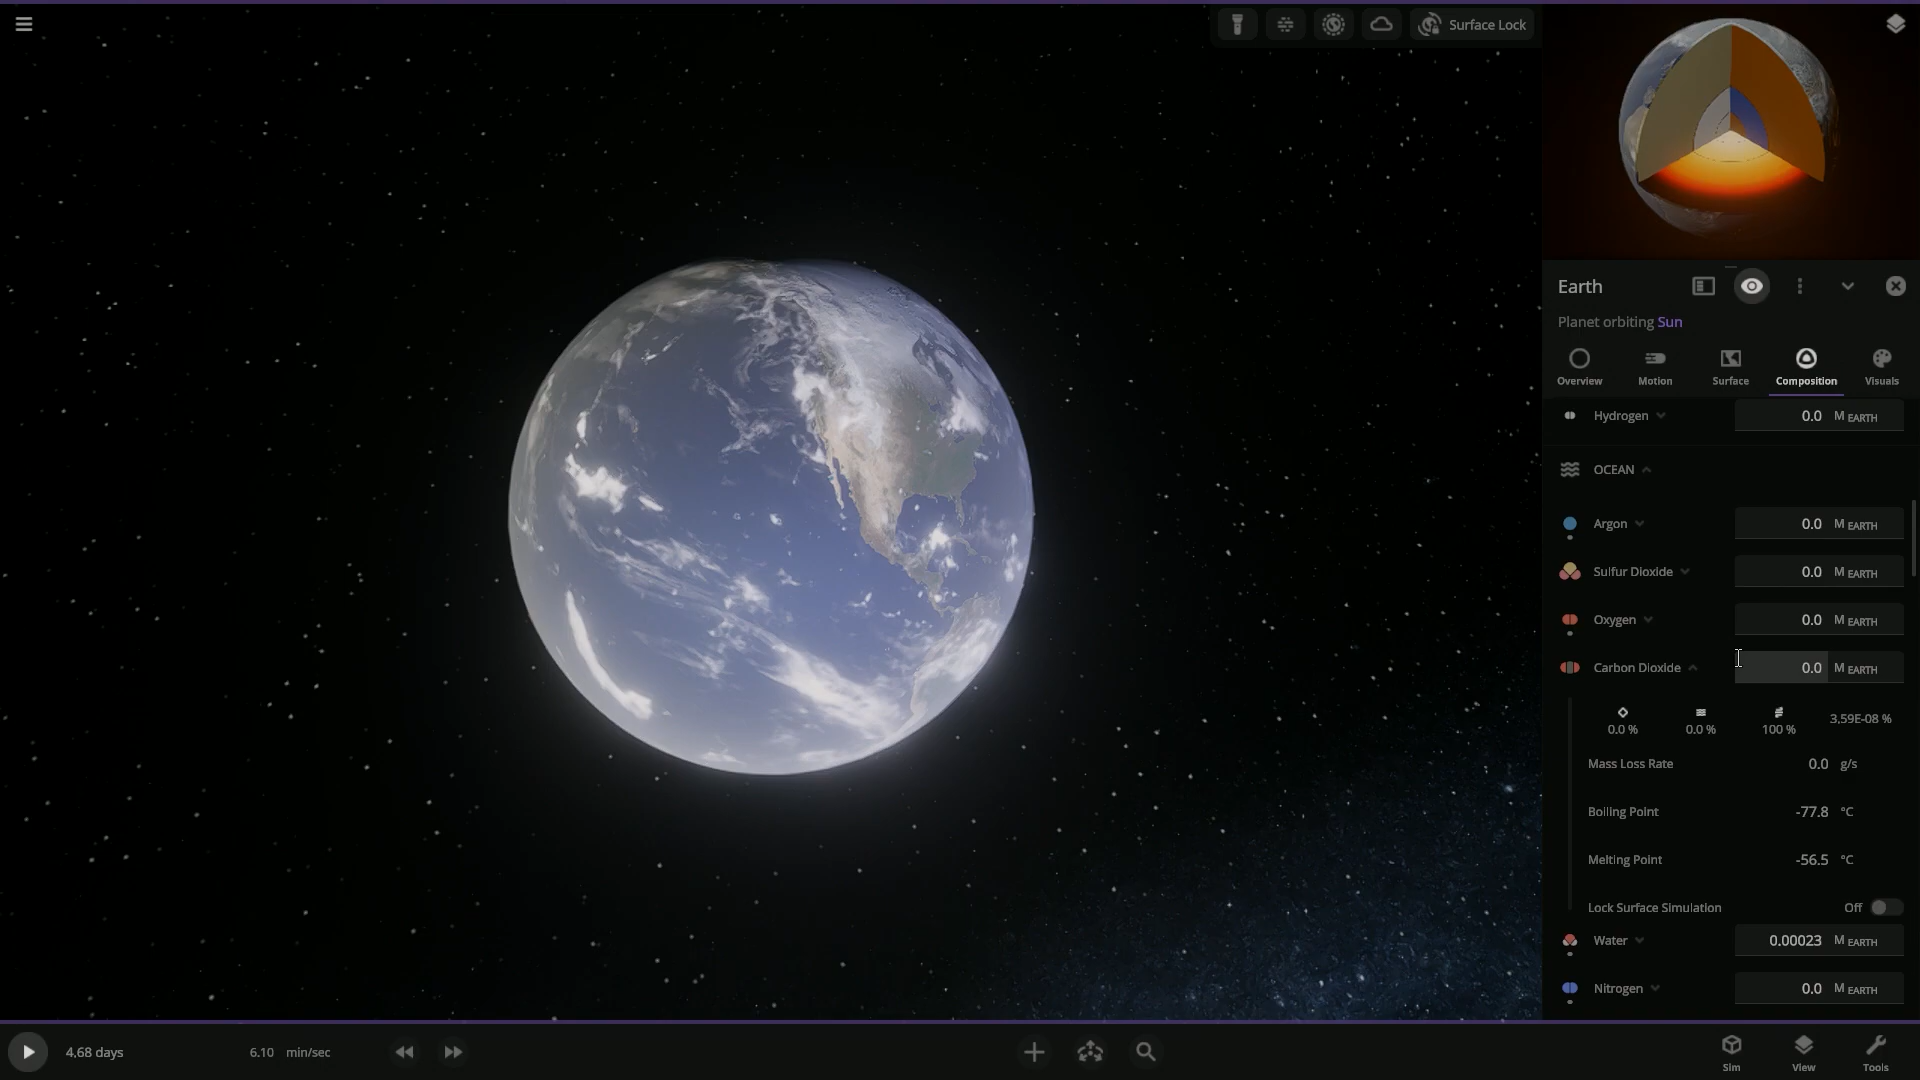 Surface Lock
Earth
Planet orbiting Sun
Overview Motion Surface Composition Visuals
Hydrogen 0.0 M EARTH
OCEAN
Argon 0.0 M EARTH
Sulfur Dioxide 0.0 M EARTH
Oxygen 0.0 M EARTH
Carbon Dioxide 0.0 M EARTH
0.0 % 0.0 % 100 % 3.59E-08 %
Mass Loss Rate 0.0 g/s
Boiling Point -77.8 °C
Melting Point -56.5 °C
Lock Surface Simulation Off
Water 0.00023 M EARTH
Nitrogen 0.0 M EARTH
4.68 days 6.10 min/sec
Sim View Tools